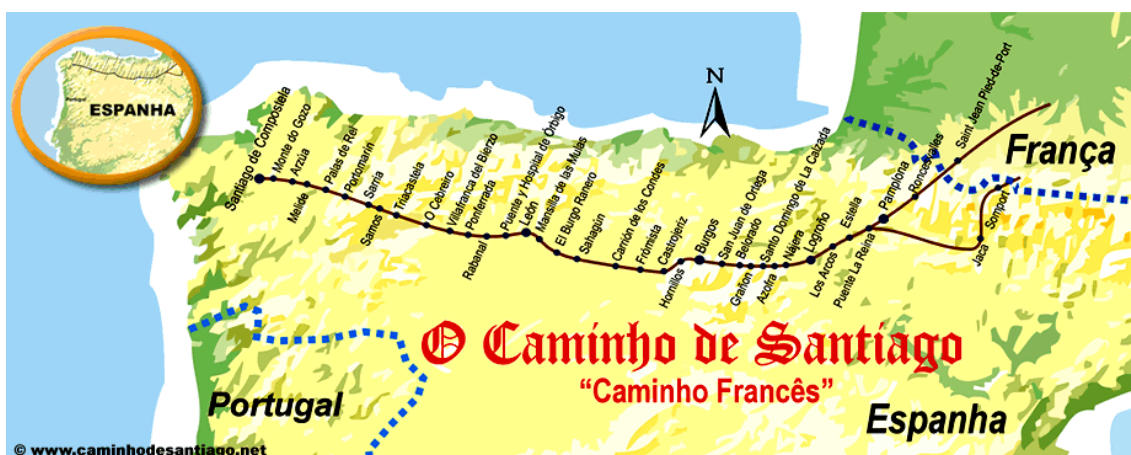 Portugal
ESPANHA
N
Santiago de Compostela
Monte do Gozo
Arzúa
Melide
Palas de Rei
Portomarín
Sarria
Samos
Triacastela
O Cebreiro
Villafranca del Bierzo
Ponferrada
Rabanal
Puente y Hospital de Órbigo
León
Mansilla de las Mulas
El Burgo Ranero
Sahagún
Carrión de los Condes
Frómista
Castrojeríz
Hornillos
Burgos
San Juan de Ortega
Belorado
Grañon
Santo Domingo de La Calzada
Azofra
Nájera
Logroño
Los Arcos
Estella
Puente La Reina
Pamplona
Roncesvalles
Saint Jean Pied-de-Port
Jaca
Somport
França
O Caminho de Santiago
“Caminho Francês”
Portugal
Espanha
© www.caminhodesantiago.net